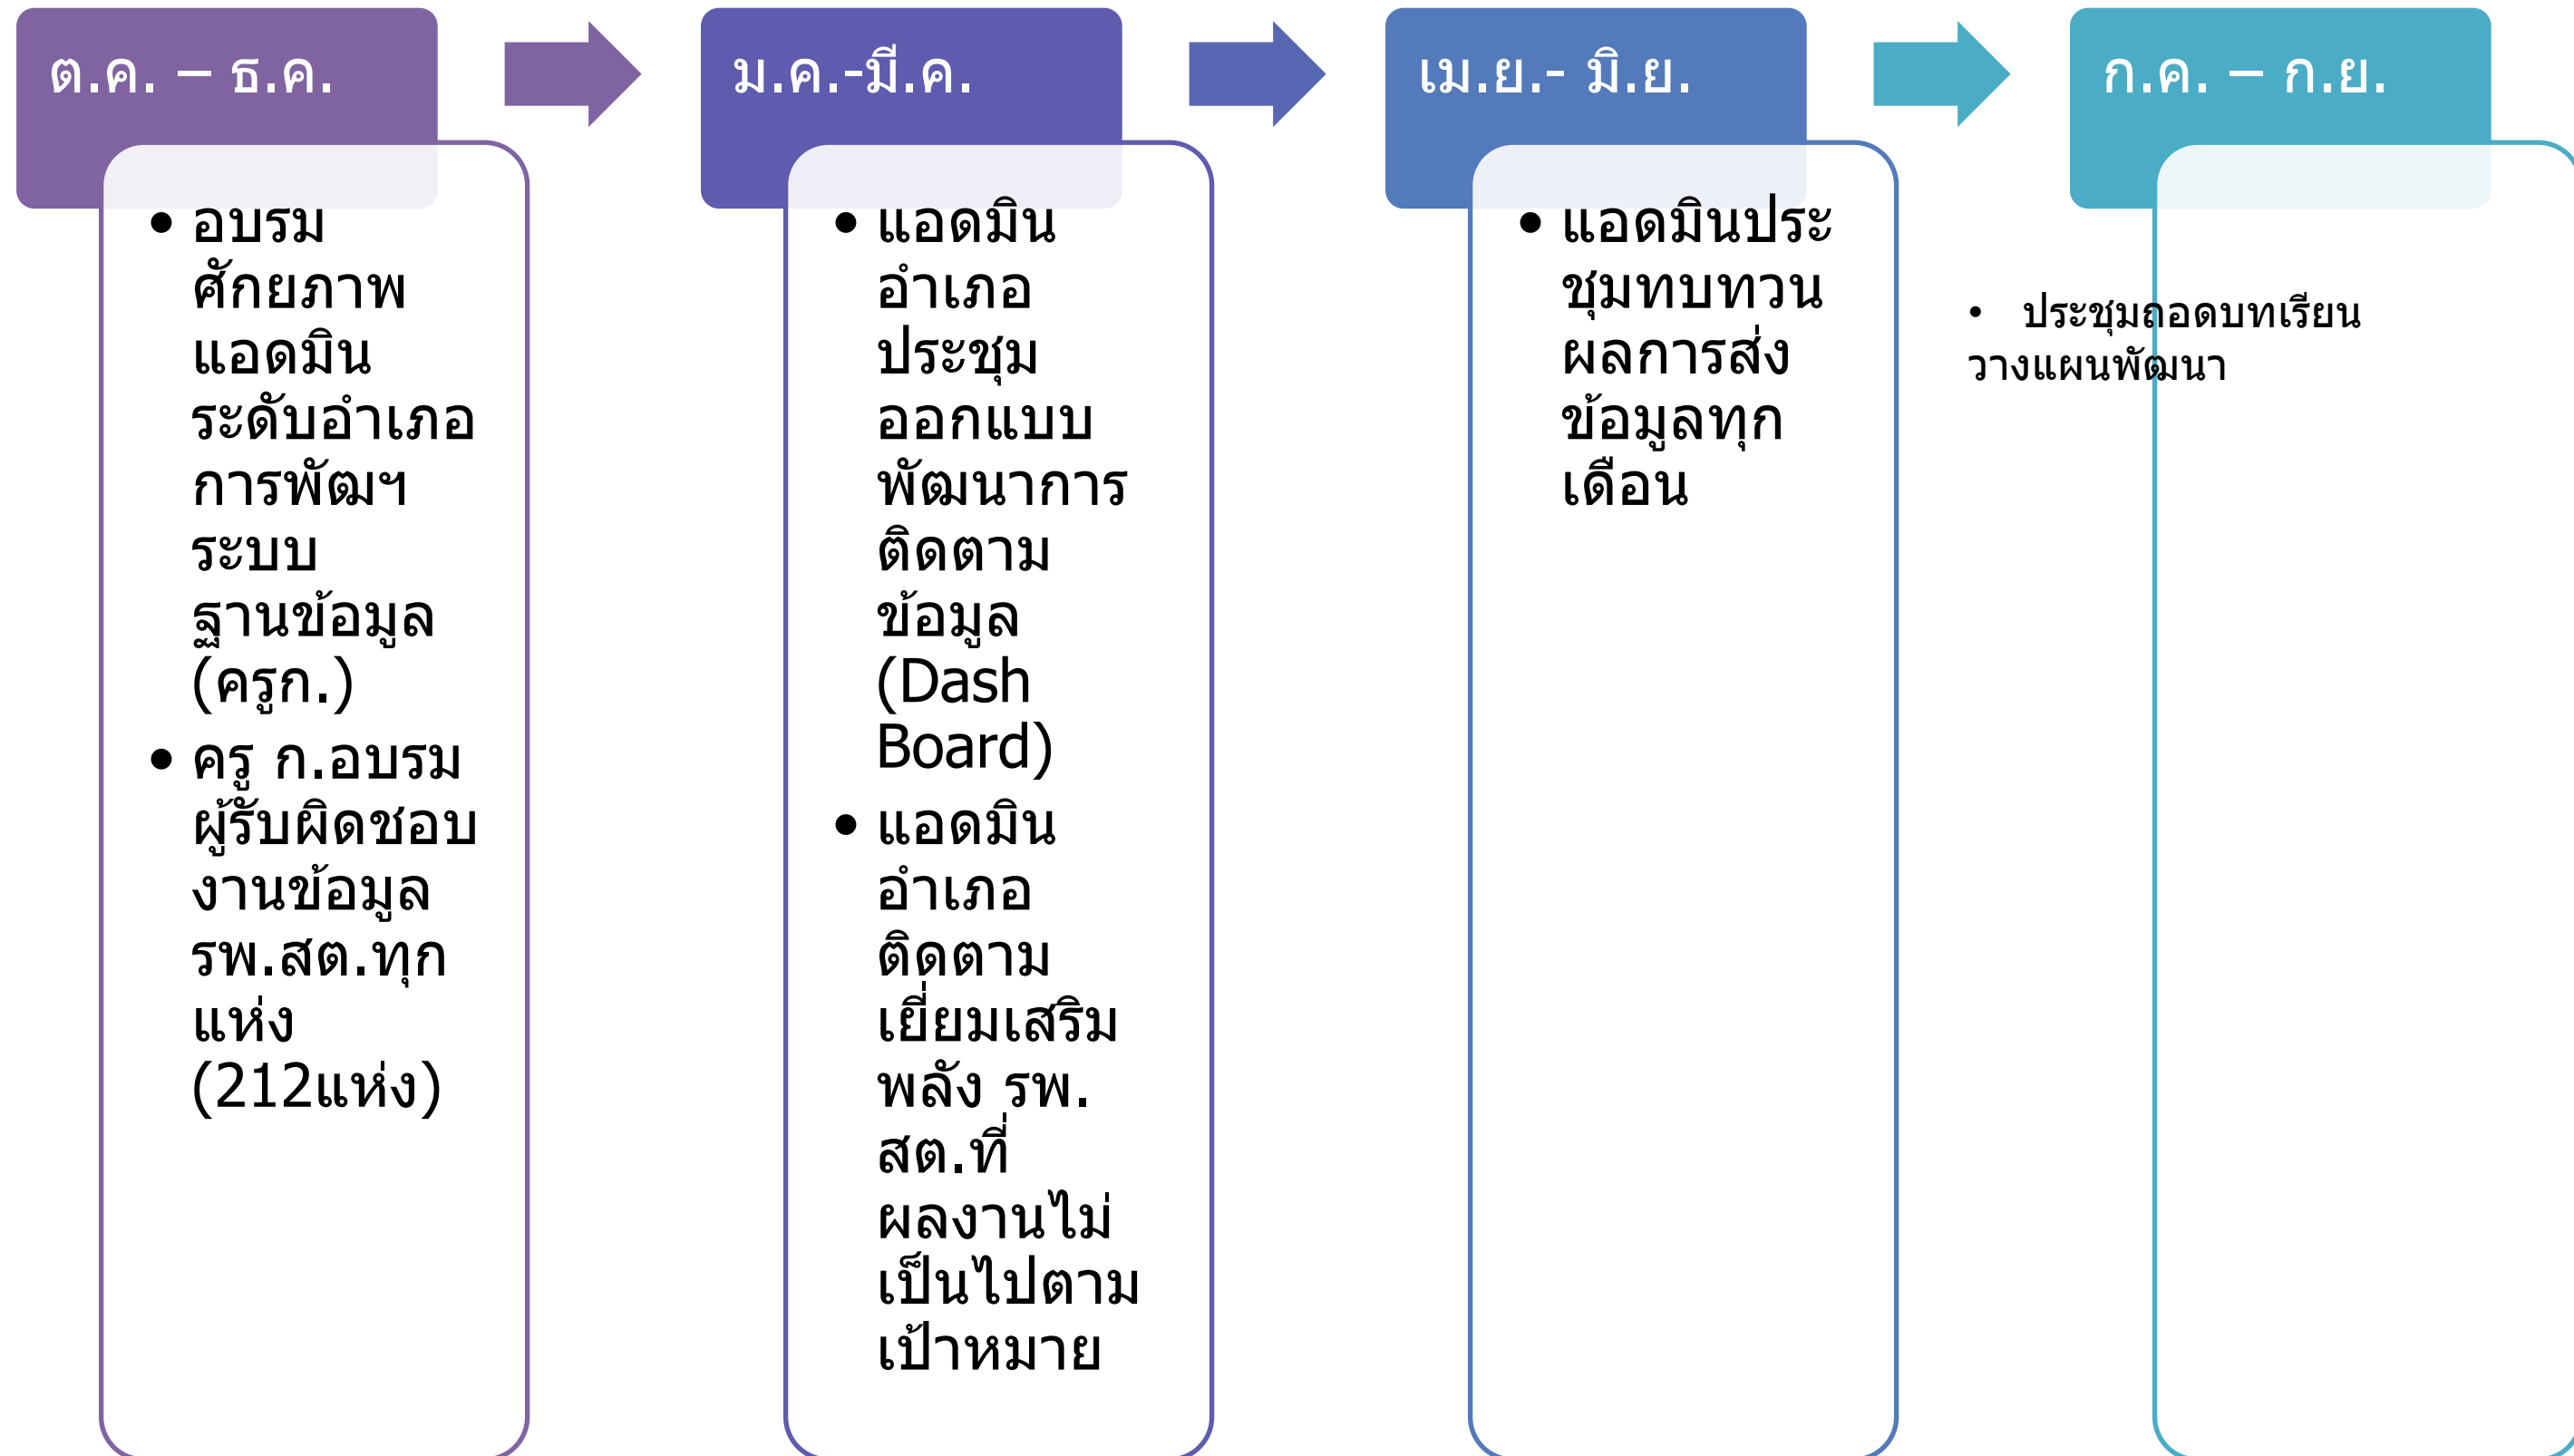 ต.ค. – ธ.ค.
• อบรม
ศักยภาพ
แอดมิน
ระดับอำเภอ
การพัฒฯ
ระบบ
ฐานข้อมูล
(ครูก.)
• ครู ก.อบรม
ผู้รับผิดชอบ
งานข้อมูล
รพ.สต.ทุก
แห่ง
(212แห่ง)
ม.ค.-มี.ค.
• แอดมิน
อำเภอ
ประชุม
ออกแบบ
พัฒนาการ
ติดตาม
ข้อมูล
(Dash
Board)
• แอดมิน
อำเภอ
ติดตาม
เยี่ยมเสริม
พลัง รพ.
สต.ที่
ผลงานไม่
เป็นไปตาม
เป้าหมาย
เม.ย.- มิ.ย.
• แอดมินประ
ชุมทบทวน
ผลการส่ง
ข้อมูลทุก
เดือน
ก.ค. – ก.ย.
• ประชุมถอดบทเรียน
วางแผนพัฒนา